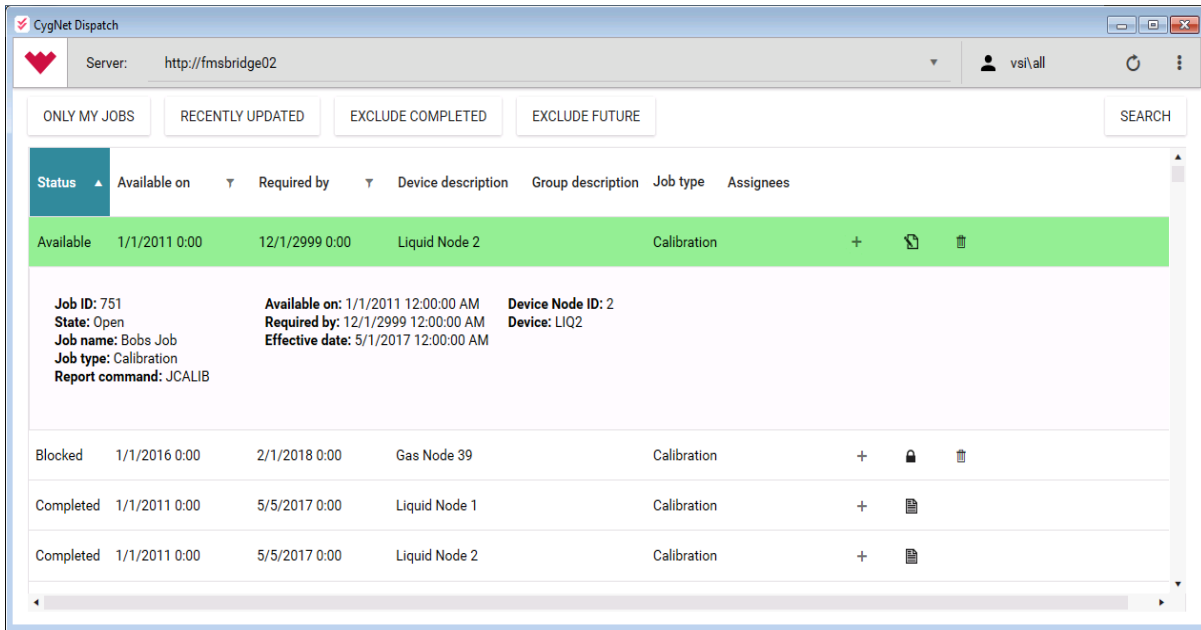 CygNet Dispatch
Server: http://fmsbridge02 vsi\all
ONLY MY JOBS RECENTLY UPDATED EXCLUDE COMPLETED EXCLUDE FUTURE SEARCH
Status Available on Required by Device description Group description Job type Assignees
Available 1/1/2011 0:00 12/1/2999 0:00 Liquid Node 2 Calibration +
Job ID: 751 Available on: 1/1/2011 12:00:00 AM Device Node ID: 2
State: Open Required by: 12/1/2999 12:00:00 AM Device: LIQ2
Job name: Bobs Job Effective date: 5/1/2017 12:00:00 AM
Job type: Calibration
Report command: JCALIB
Blocked 1/1/2016 0:00 2/1/2018 0:00 Gas Node 39 Calibration +
Completed 1/1/2011 0:00 5/5/2017 0:00 Liquid Node 1 Calibration +
Completed 1/1/2011 0:00 5/5/2017 0:00 Liquid Node 2 Calibration +